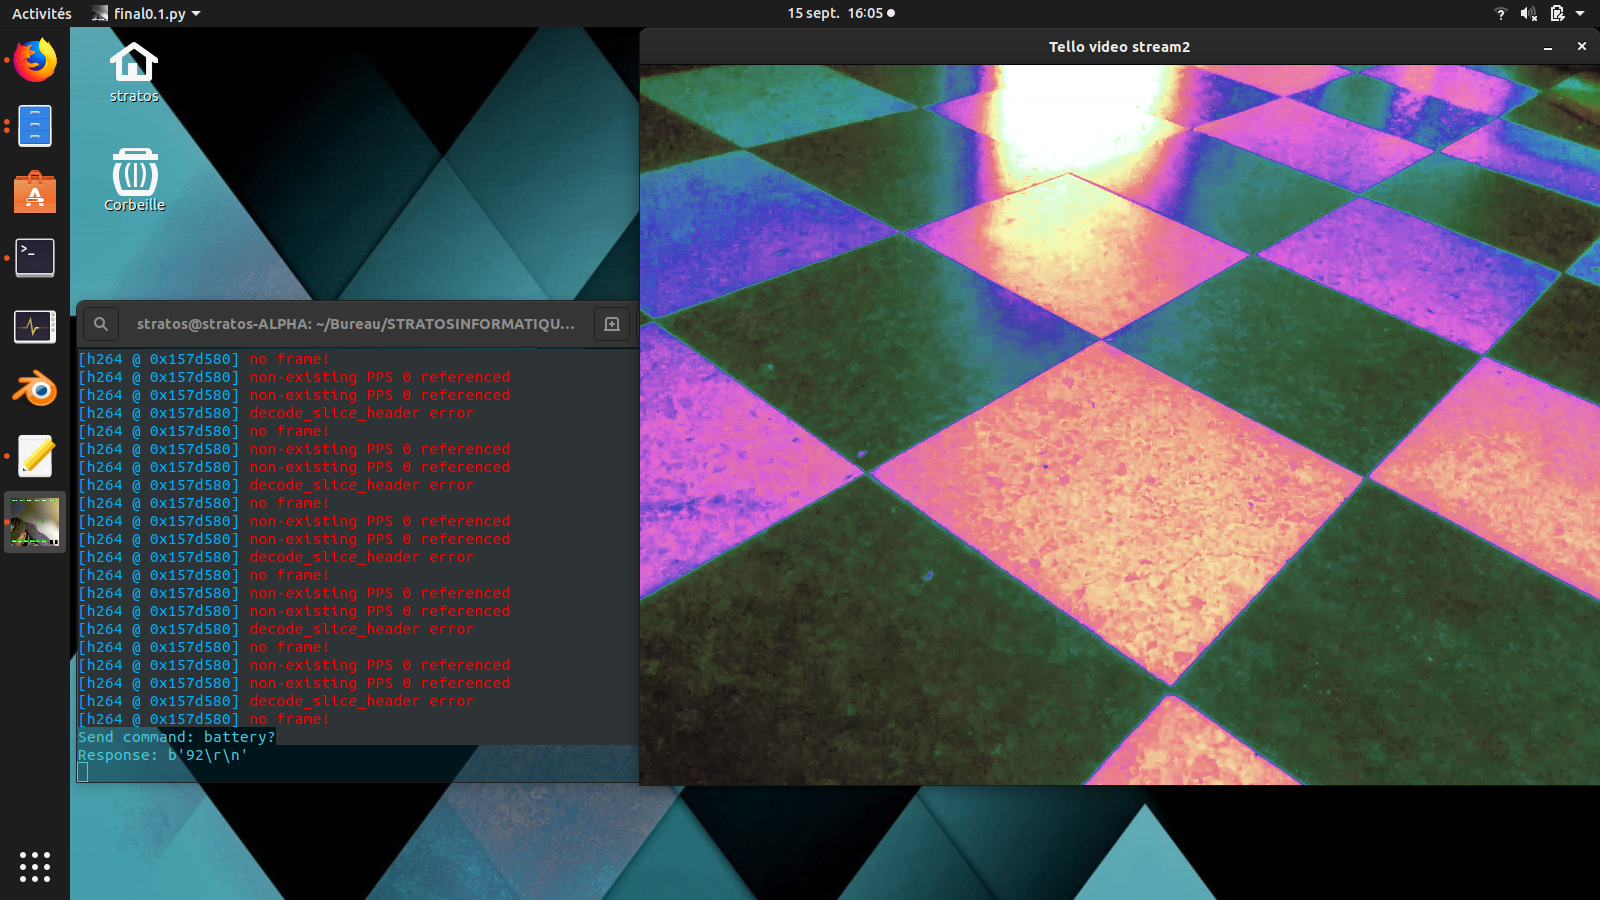 Activités
final0.1.py
15 sept. 16:05
stratos
Corbeille
Tello video stream2
stratos@stratos-ALPHA: ~/Bureau/STRATOSINFORMATIQU...
[h264 @ 0x157d580] no frame!
[h264 @ 0x157d580] non-existing PPS 0 referenced
[h264 @ 0x157d580] non-existing PPS 0 referenced
[h264 @ 0x157d580] decode_slice_header error
[h264 @ 0x157d580] no frame!
[h264 @ 0x157d580] non-existing PPS 0 referenced
[h264 @ 0x157d580] non-existing PPS 0 referenced
[h264 @ 0x157d580] decode_slice_header error
[h264 @ 0x157d580] no frame!
[h264 @ 0x157d580] non-existing PPS 0 referenced
[h264 @ 0x157d580] non-existing PPS 0 referenced
[h264 @ 0x157d580] decode_slice_header error
[h264 @ 0x157d580] no frame!
[h264 @ 0x157d580] non-existing PPS 0 referenced
[h264 @ 0x157d580] non-existing PPS 0 referenced
[h264 @ 0x157d580] decode_slice_header error
[h264 @ 0x157d580] no frame!
[h264 @ 0x157d580] non-existing PPS 0 referenced
[h264 @ 0x157d580] non-existing PPS 0 referenced
[h264 @ 0x157d580] decode_slice_header error
[h264 @ 0x157d580] no frame!
Send command: battery?
Response: b'92\r\n'